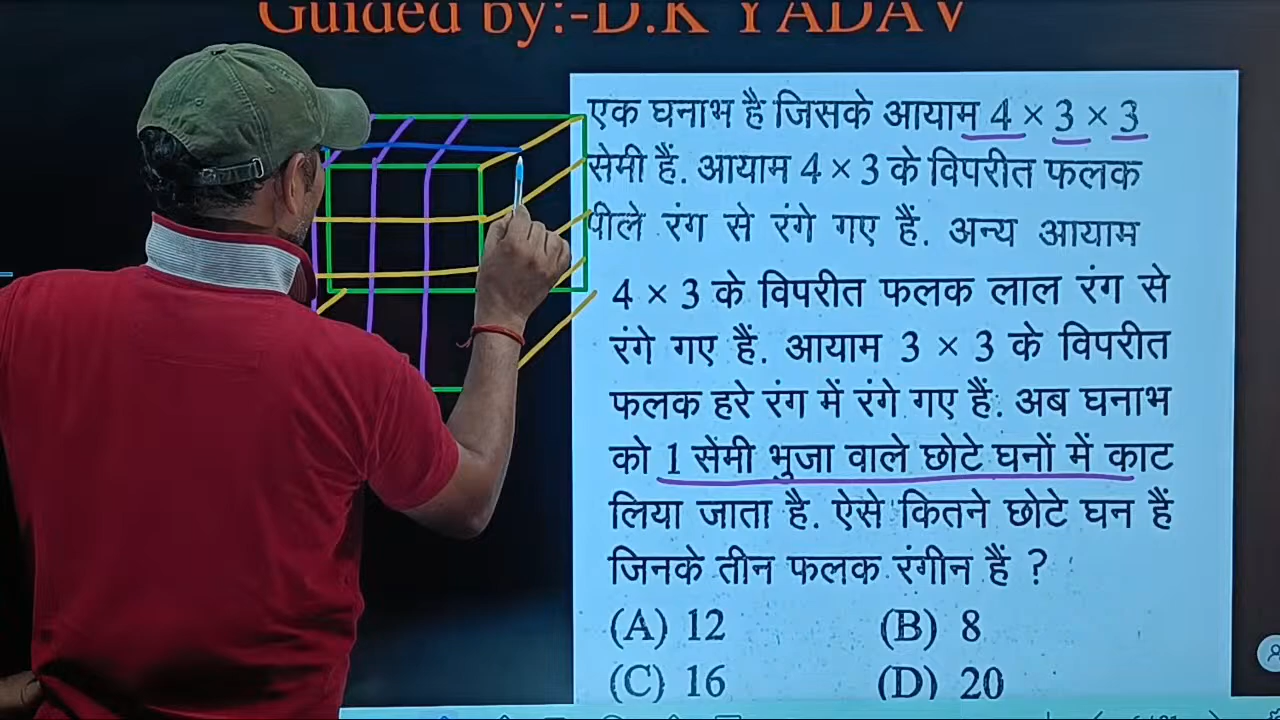 Guided by:-D.K YADAV
एक घनाभ है जिसके आयाम 4 × 3 × 3
सेमी हैं. आयाम 4 × 3 के विपरीत फलक
पीले रंग से रंगे गए हैं. अन्य आयाम
4 × 3 के विपरीत फलक लाल रंग से
रंगे गए हैं. आयाम 3 × 3 के विपरीत
फलक हरे रंग में रंगे गए हैं. अब घनाभ
को 1 सेंमी भुजा वाले छोटे घनों में काट
लिया जाता है. ऐसे कितने छोटे घन हैं
जिनके तीन फलक रंगीन हैं ?
(A) 12 (B) 8
(C) 16 (D) 20